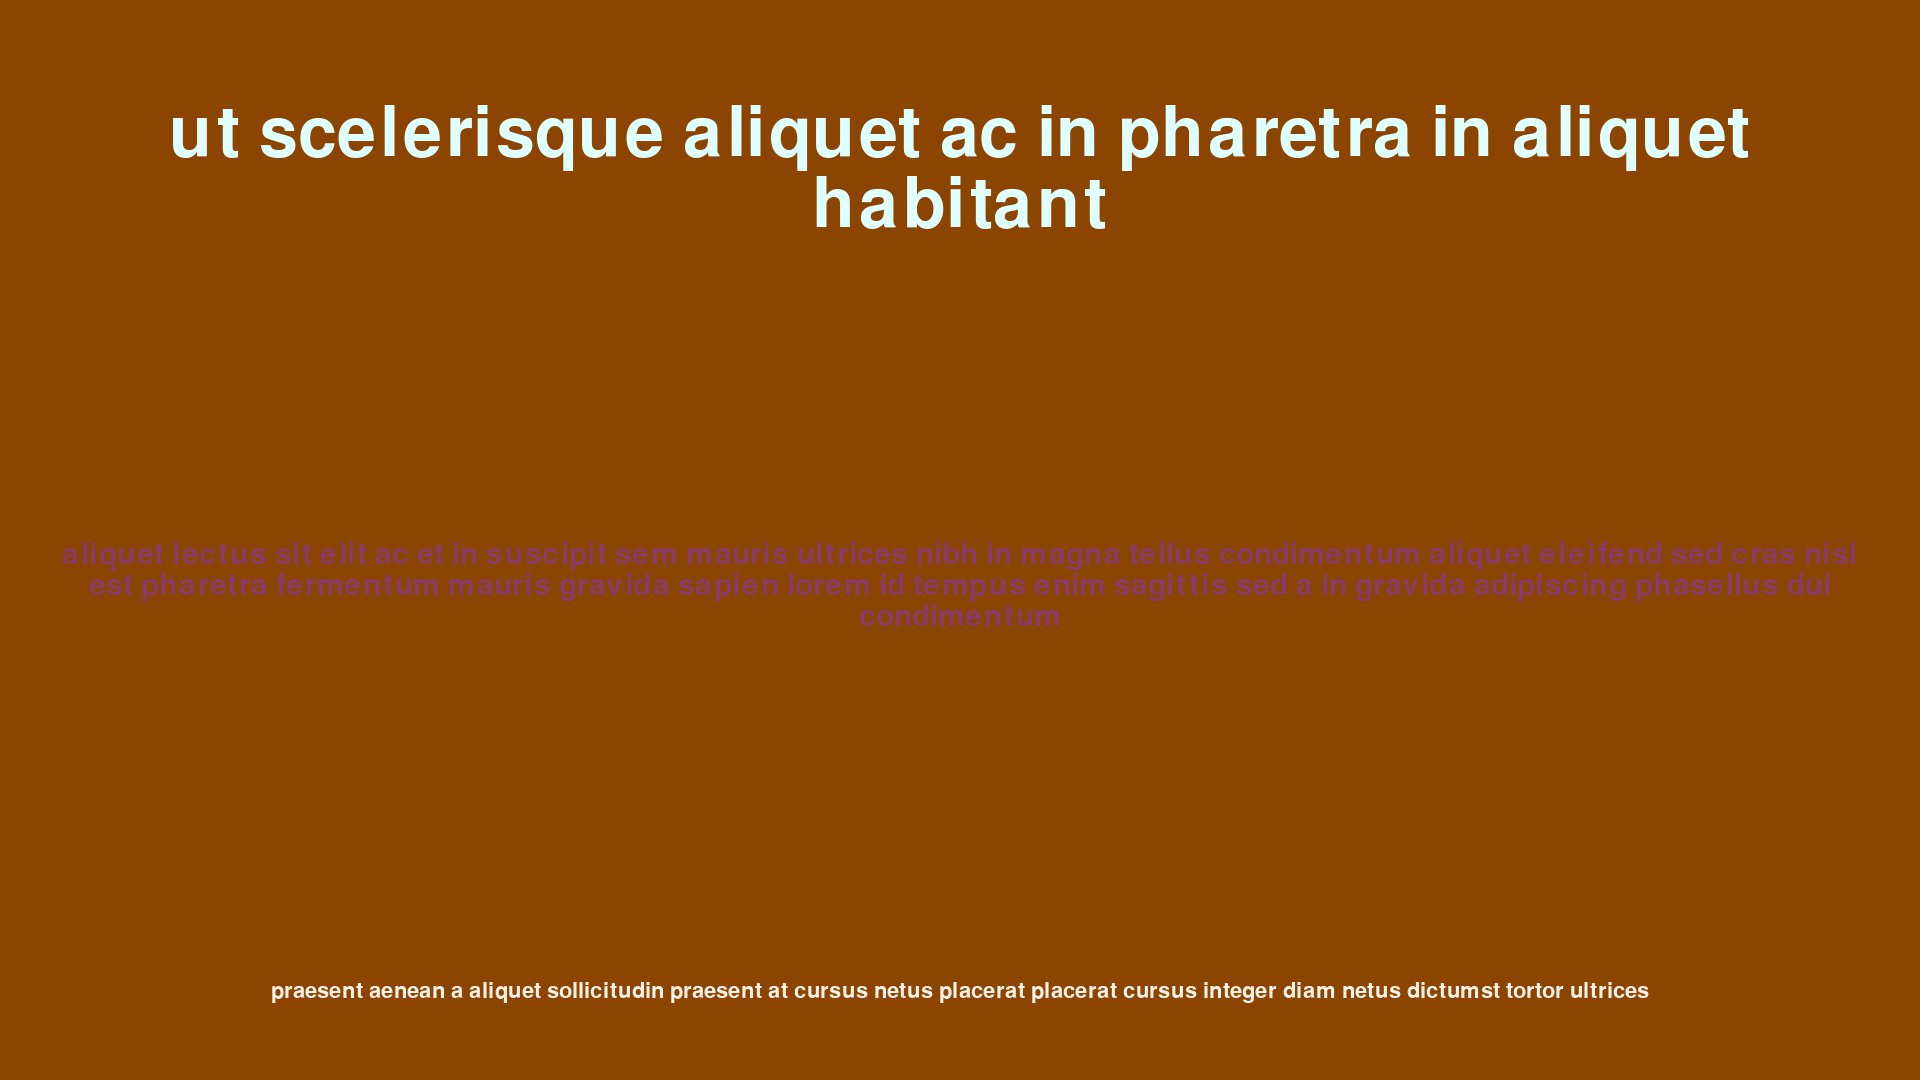 ut scelerisque aliquet ac in pharetra in aliquet
habitant
aliquet lectus sit elit ac et in suscipit sem mauris ultrices nibh in magna tellus condimentum aliquet eleifend sed cras nisl
est pharetra fermentum mauris gravida sapien lorem id tempus enim sagittis sed a in gravida adipiscing phasellus dui
condimentum
praesent aenean a aliquet sollicitudin praesent at cursus netus placerat placerat cursus integer diam netus dictumst tortor ultrices